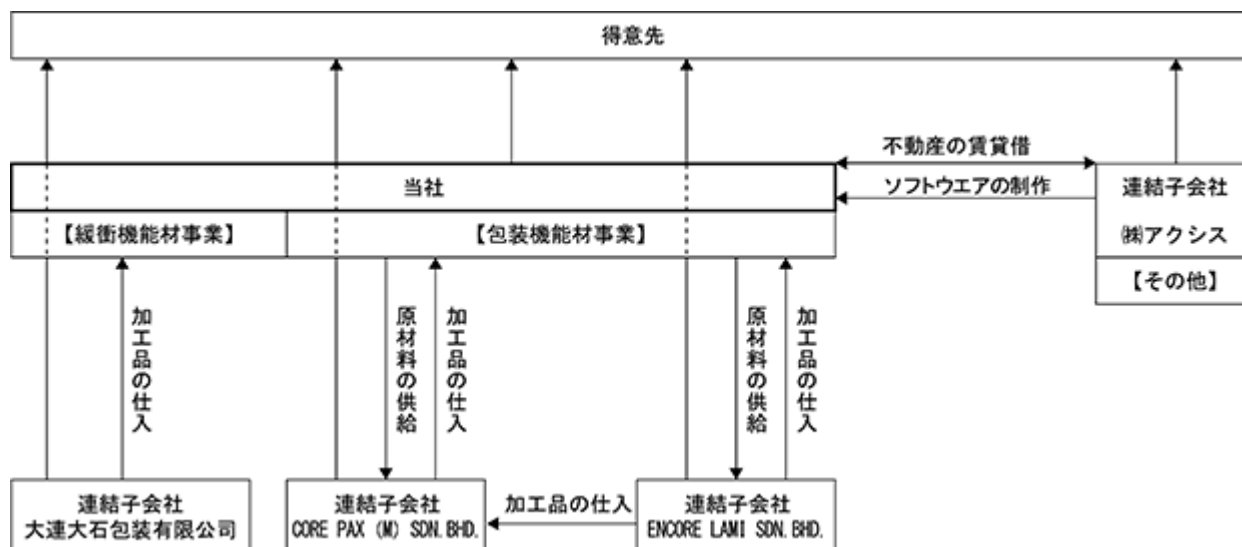 得意先
不動産の賃貸借
当社
ソフトウエアの制作
連結子会社
㈱アクシス
【緩衝機能材事業】
【包装機能材事業】
【その他】
加工品の仕入
原材料の供給
加工品の仕入
原材料の供給
加工品の仕入
連結子会社
大連大石包装有限公司
連結子会社
CORE PAX (M) SDN.BHD.
加工品の仕入
連結子会社
ENCORE LAMI SDN.BHD.